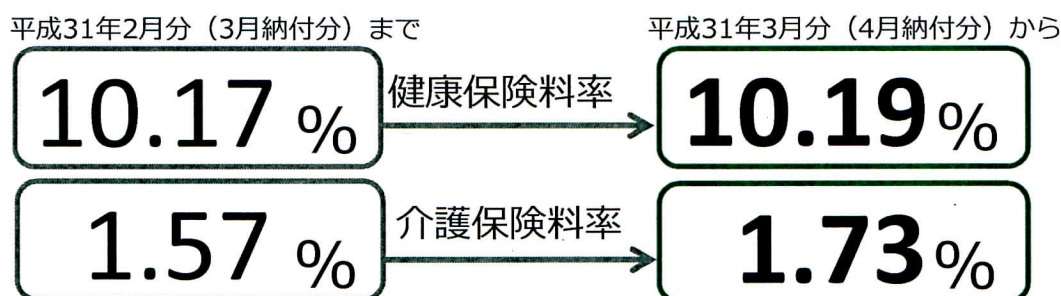 平成31年2月分（3月納付分）まで 平成31年3月分（4月納付分）から
10.17% 健康保険料率 10.19%
1.57% 介護保険料率 1.73%